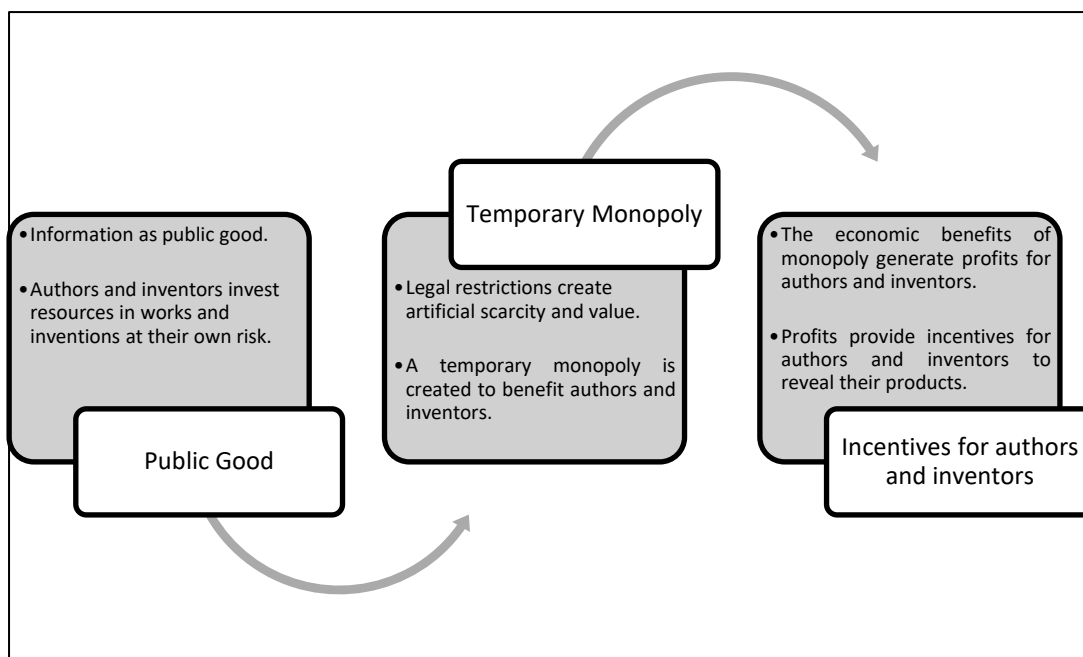 •Information as public good.
•Authors and inventors invest
resources in works and
inventions at their own risk.
Public Good
Temporary Monopoly
•Legal restrictions create
artificial scarcity and value.
•A temporary monopoly is
created to benefit authors and
inventors.
•The economic benefits of
monopoly generate profits for
authors and inventors.
•Profits provide incentives for
authors and inventors to
reveal their products.
Incentives for authors
and inventors